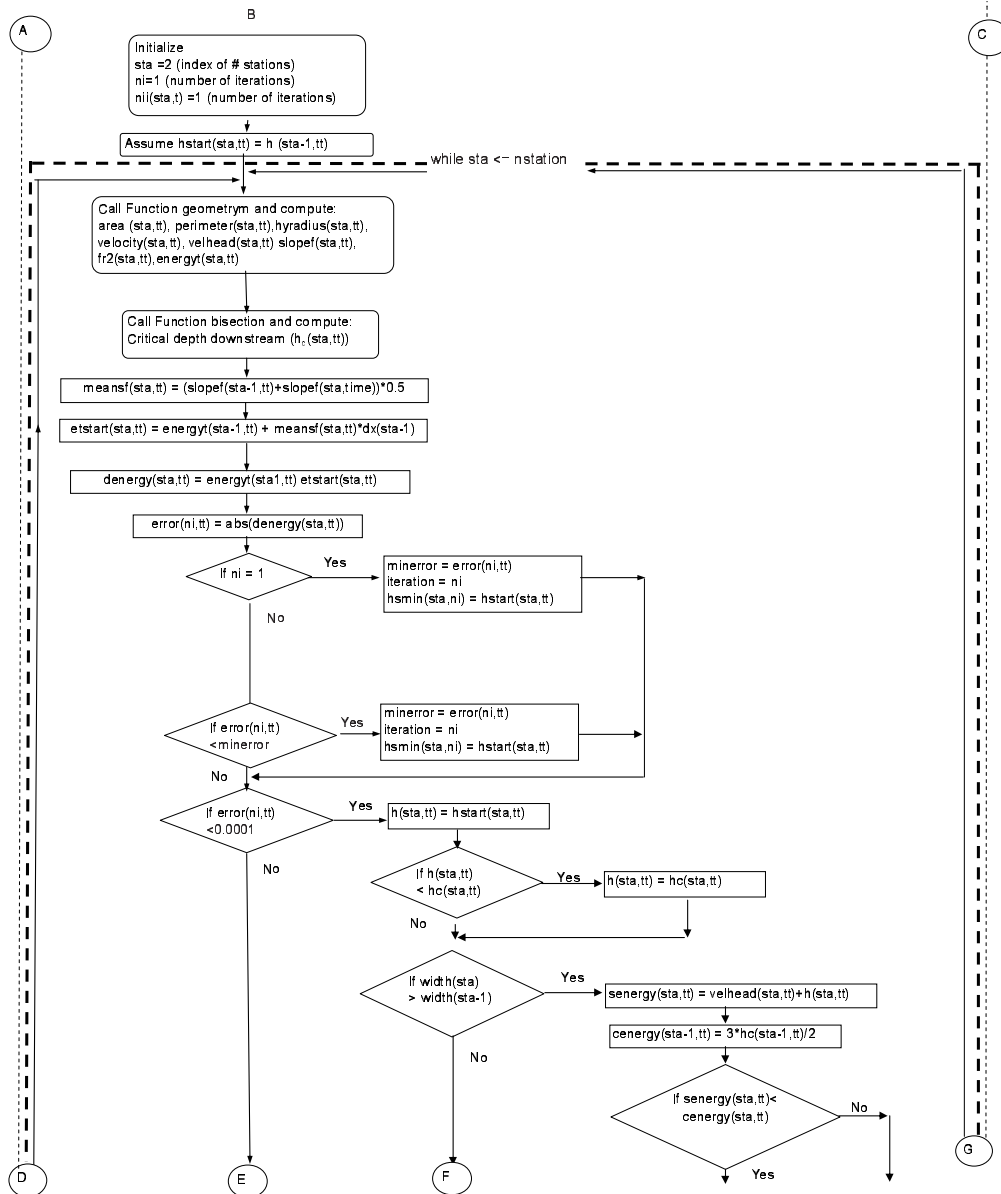 B
A
C
Initialize
sta =2 (index of # stations)
ni=1 (number of iterations)
nii(sta,t) =1 (number of iterations)
Assume hstart(sta,tt) = h (sta-1,tt)
while sta <= nstation
Call Function geometrym and compute:
area (sta,tt), perimeter(sta,tt),hyradius(sta,tt),
velocity(sta,tt), velhead(sta,tt) slopef(sta,tt),
fr2(sta,tt),energyt(sta,tt)
Call Function bisection and compute:
Critical depth downstream (hc(sta,tt))
meansf(sta,tt) = (slopef(sta-1,tt)+slopef(sta,time))*0.5
etstart(sta,tt) = energyt(sta-1,tt) + meansf(sta,tt)*dx(sta-1)
denergy(sta,tt) = energyt(sta1,tt) etstart(sta,tt)
error(ni,tt) = abs(denergy(sta,tt))
If ni = 1
Yes
minerror = error(ni,tt)
iteration = ni
hsmin(sta,ni) = hstart(sta,tt)
No
If error(ni,tt)
<minerror
Yes
minerror = error(ni,tt)
iteration = ni
hsmin(sta,ni) = hstart(sta,tt)
No
If error(ni,tt)
<0.0001
Yes
h(sta,tt) = hstart(sta,tt)
No
If h(sta,tt)
< hc(sta,tt)
Yes
h(sta,tt) = hc(sta,tt)
No
If width(sta)
> width(sta-1)
Yes
senergy(sta,tt) = velhead(sta,tt)+h(sta,tt)
cenergy(sta-1,tt) = 3*hc(sta-1,tt)/2
No
If senergy(sta,tt)<
cenergy(sta,tt)
No
Yes
D
E
F
G